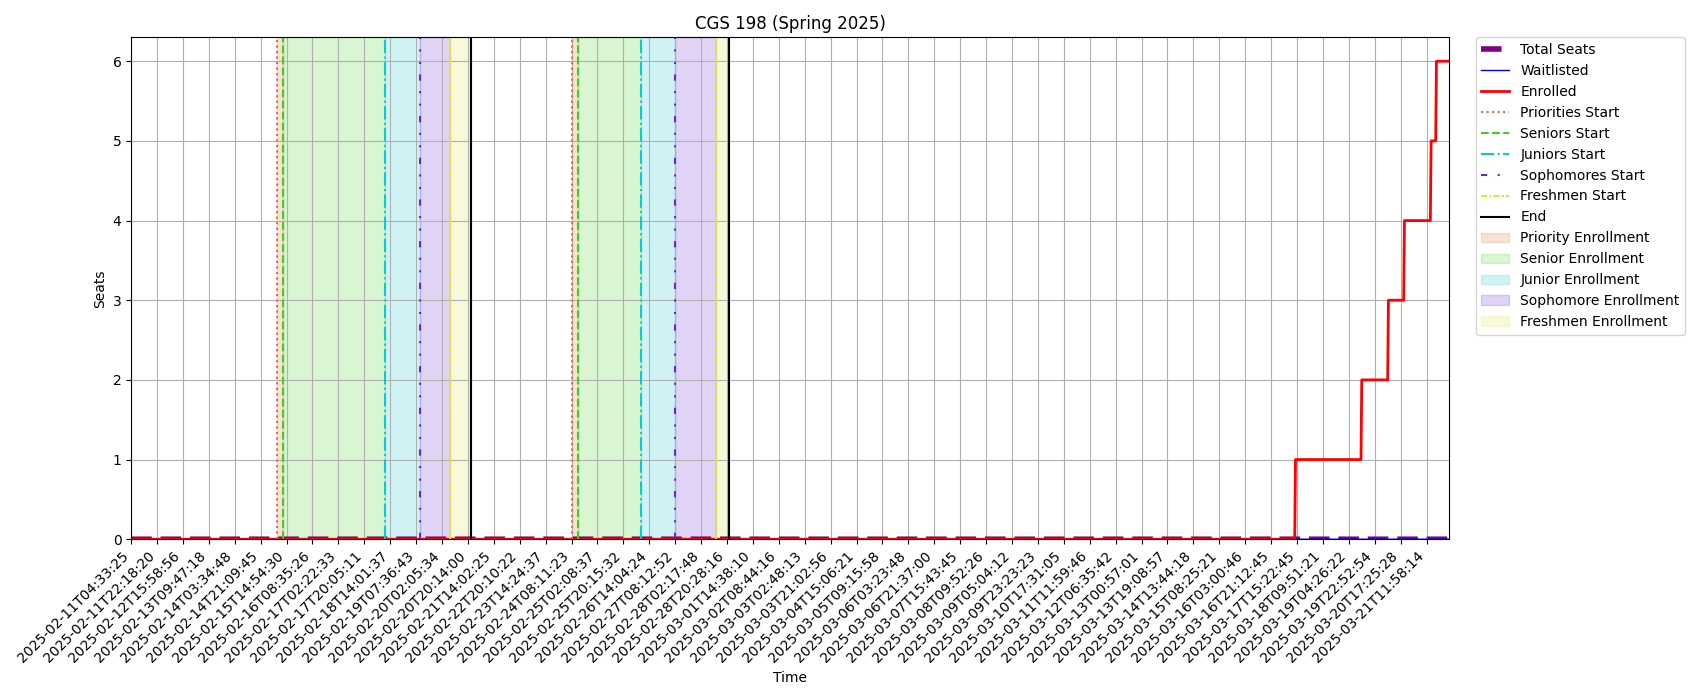 CGS 198 (Spring 2025)
Seats
6
5
4
3
2
1
0
2025-02-11T04:33:25
2025-02-11T22:18:20
2025-02-12T15:58:56
2025-02-13T09:47:18
2025-02-14T03:34:48
2025-02-14T21:09:45
2025-02-15T14:54:30
2025-02-16T08:35:26
2025-02-17T02:22:33
2025-02-17T20:05:11
2025-02-18T14:01:37
2025-02-19T07:36:43
2025-02-20T02:05:34
2025-02-20T20:14:00
2025-02-21T14:02:25
2025-02-22T20:10:22
2025-02-23T14:24:37
2025-02-24T08:11:23
2025-02-25T02:08:37
2025-02-25T20:15:32
2025-02-26T14:04:24
2025-02-27T08:12:52
2025-02-28T02:17:48
2025-02-28T20:28:16
2025-03-01T14:38:10
2025-03-02T08:44:16
2025-03-03T02:48:13
2025-03-03T21:02:56
2025-03-04T15:06:21
2025-03-05T09:15:58
2025-03-06T03:23:48
2025-03-06T21:37:00
2025-03-07T15:43:45
2025-03-08T09:52:26
2025-03-09T05:04:12
2025-03-09T23:23:23
2025-03-10T17:31:05
2025-03-11T11:59:46
2025-03-12T06:35:42
2025-03-13T00:57:01
2025-03-13T19:08:57
2025-03-14T13:44:18
2025-03-15T08:25:21
2025-03-16T03:00:46
2025-03-16T21:12:45
2025-03-17T15:22:45
2025-03-18T09:51:21
2025-03-19T04:26:22
2025-03-19T22:52:54
2025-03-20T17:25:28
2025-03-21T11:58:14
Time
Total Seats
Waitlisted
Enrolled
Priorities Start
Seniors Start
Juniors Start
Sophomores Start
Freshmen Start
End
Priority Enrollment
Senior Enrollment
Junior Enrollment
Sophomore Enrollment
Freshmen Enrollment